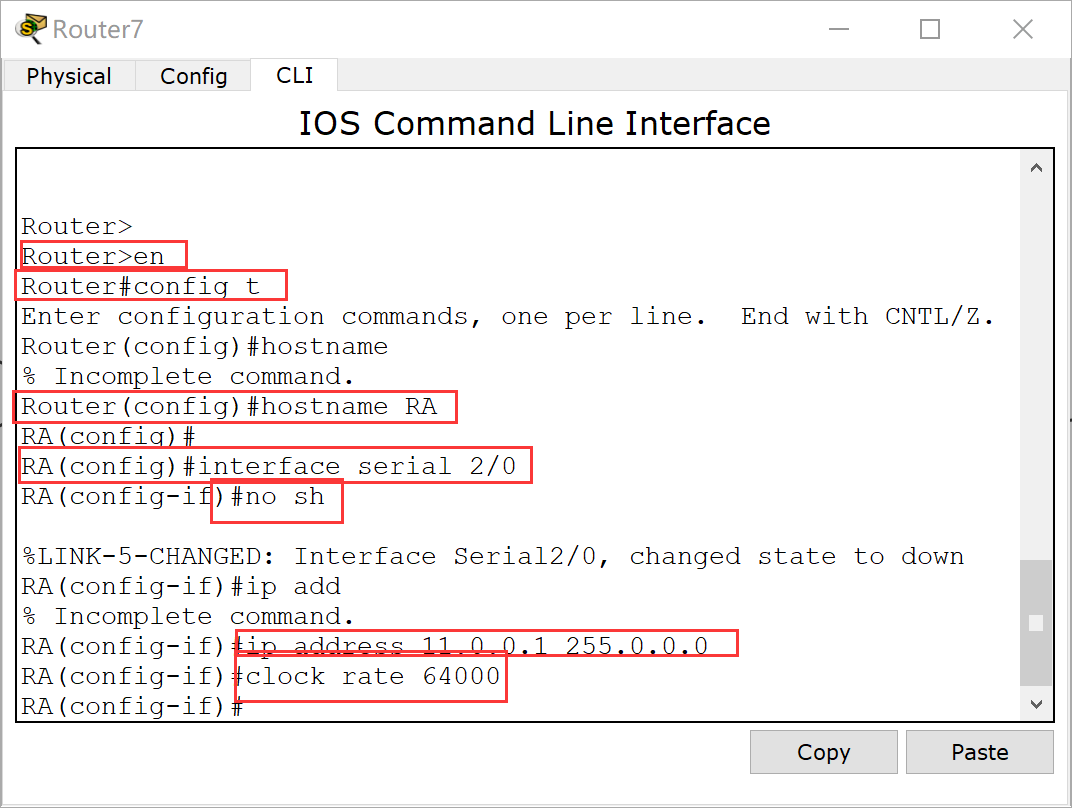 Router7
Physical Config CLI
IOS Command Line Interface
Router>
Router>en
Router#config t
Enter configuration commands, one per line.  End with CNTL/Z.
Router(config)#hostname
% Incomplete command.
Router(config)#hostname RA
RA(config)#
RA(config)#interface serial 2/0
RA(config-if)#no sh
%LINK-5-CHANGED: Interface Serial2/0, changed state to down
RA(config-if)#ip add
% Incomplete command.
RA(config-if)#ip address 11.0.0.1 255.0.0.0
RA(config-if)#clock rate 64000
RA(config-if)#
Copy Paste